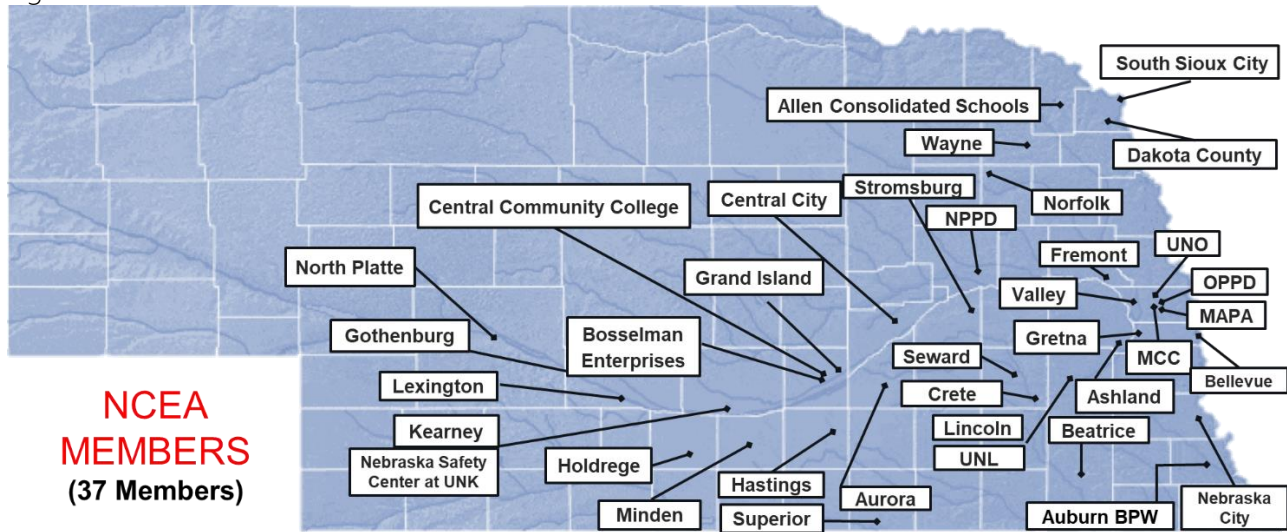 South Sioux City
Allen Consolidated Schools
Wayne
Dakota County
Stromsburg
Central City
Central Community College
Norfolk
NPPD
UNO
Fremont
North Platte
Grand Island
OPPD
Valley
MAPA
Gothenburg
Bosselman
Enterprises
Gretna
Seward
MCC
Bellevue
Lexington
Crete
Ashland
NCEA
MEMBERS
(37 Members)
Kearney
Lincoln
Beatrice
Nebraska Safety
Center at UNK
Holdrege
UNL
Hastings
Aurora
Minden
Superior
Auburn BPW
Nebraska
City